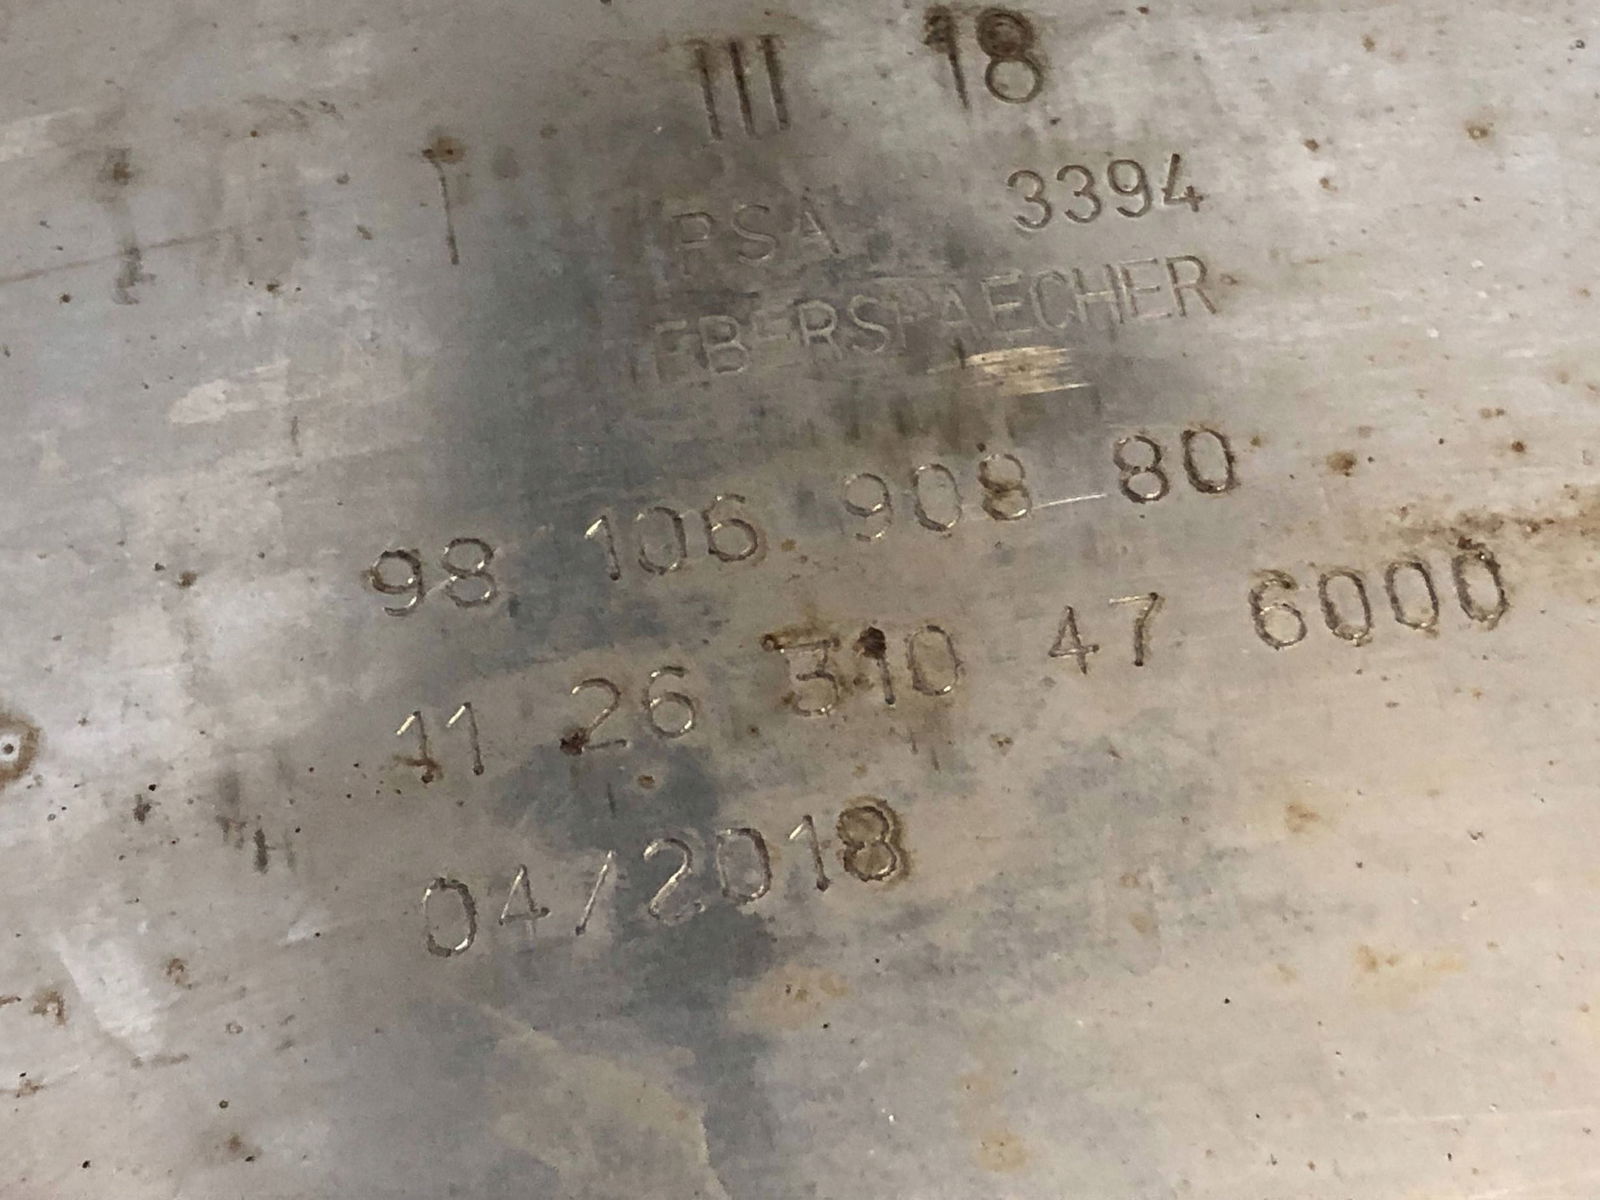 III 18
PSA 3394
EBERSPAECHER
98 106 908 80
11 26 310 47 6000
04/2018